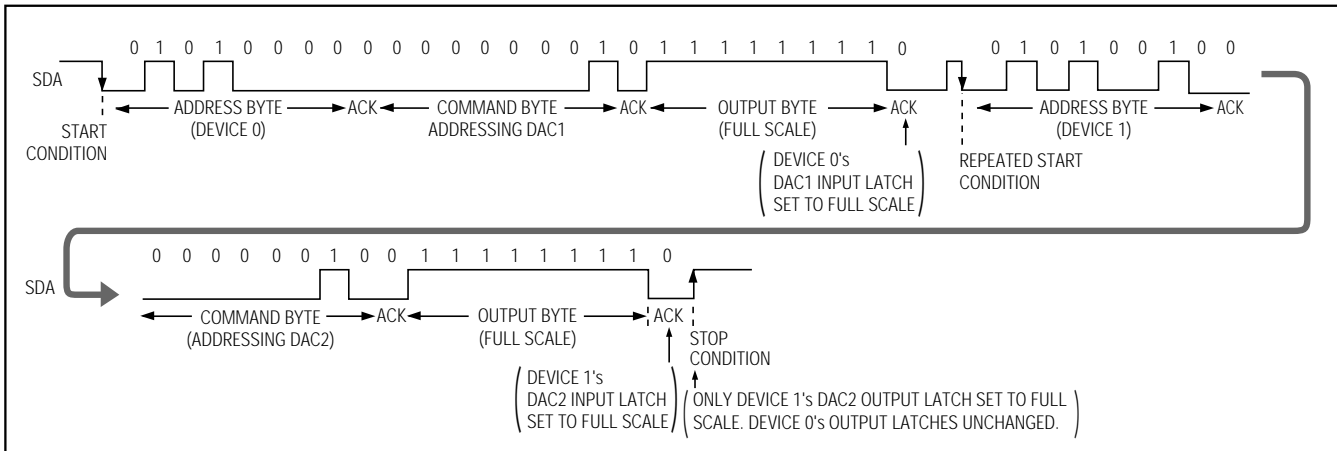 0 1 0 1 0 0 0 0 0 0 0 0 0 0 0 0 1 0 1 1 1 1 1 1 1 1 0 0 1 0 1 0 0 1 0 0
SDA
START CONDITION
ADDRESS BYTE
(DEVICE 0)
ACK
COMMAND BYTE
ADDRESSING DAC1
ACK
OUTPUT BYTE
(FULL SCALE)
ACK
DEVICE 0's
DAC1 INPUT LATCH
SET TO FULL SCALE
REPEATED START
CONDITION
ADDRESS BYTE
(DEVICE 1)
ACK
0 0 0 0 0 0 1 0 0 1 1 1 1 1 1 1 1 0
SDA
COMMAND BYTE
(ADDRESSING DAC2)
ACK
OUTPUT BYTE
(FULL SCALE)
ACK
STOP
CONDITION
DEVICE 1's
DAC2 INPUT LATCH
SET TO FULL SCALE
ONLY DEVICE 1's DAC2 OUTPUT LATCH SET TO FULL
SCALE. DEVICE 0's OUTPUT LATCHES UNCHANGED.